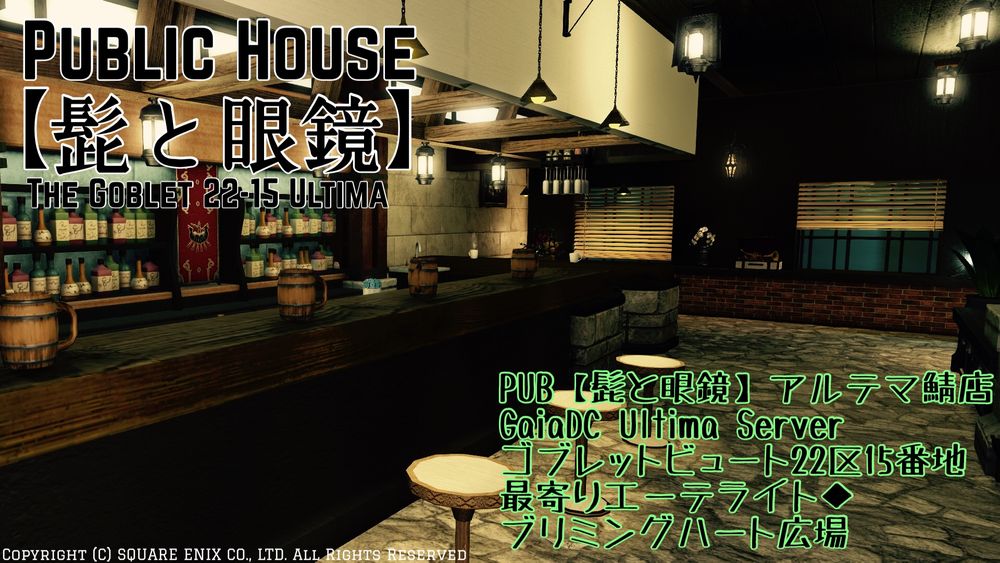 Public House
【髭と眼鏡】
The Goblet 22-15 Ultima
PUB【髭と眼鏡】アルテマ鯖店
GaiaDC Ultima Server
ゴブレットビュート22区15番地
最寄りエーテライト◆
ブリミングハート広場
Copyright (C) SQUARE ENIX CO., LTD. All Rights Reserved